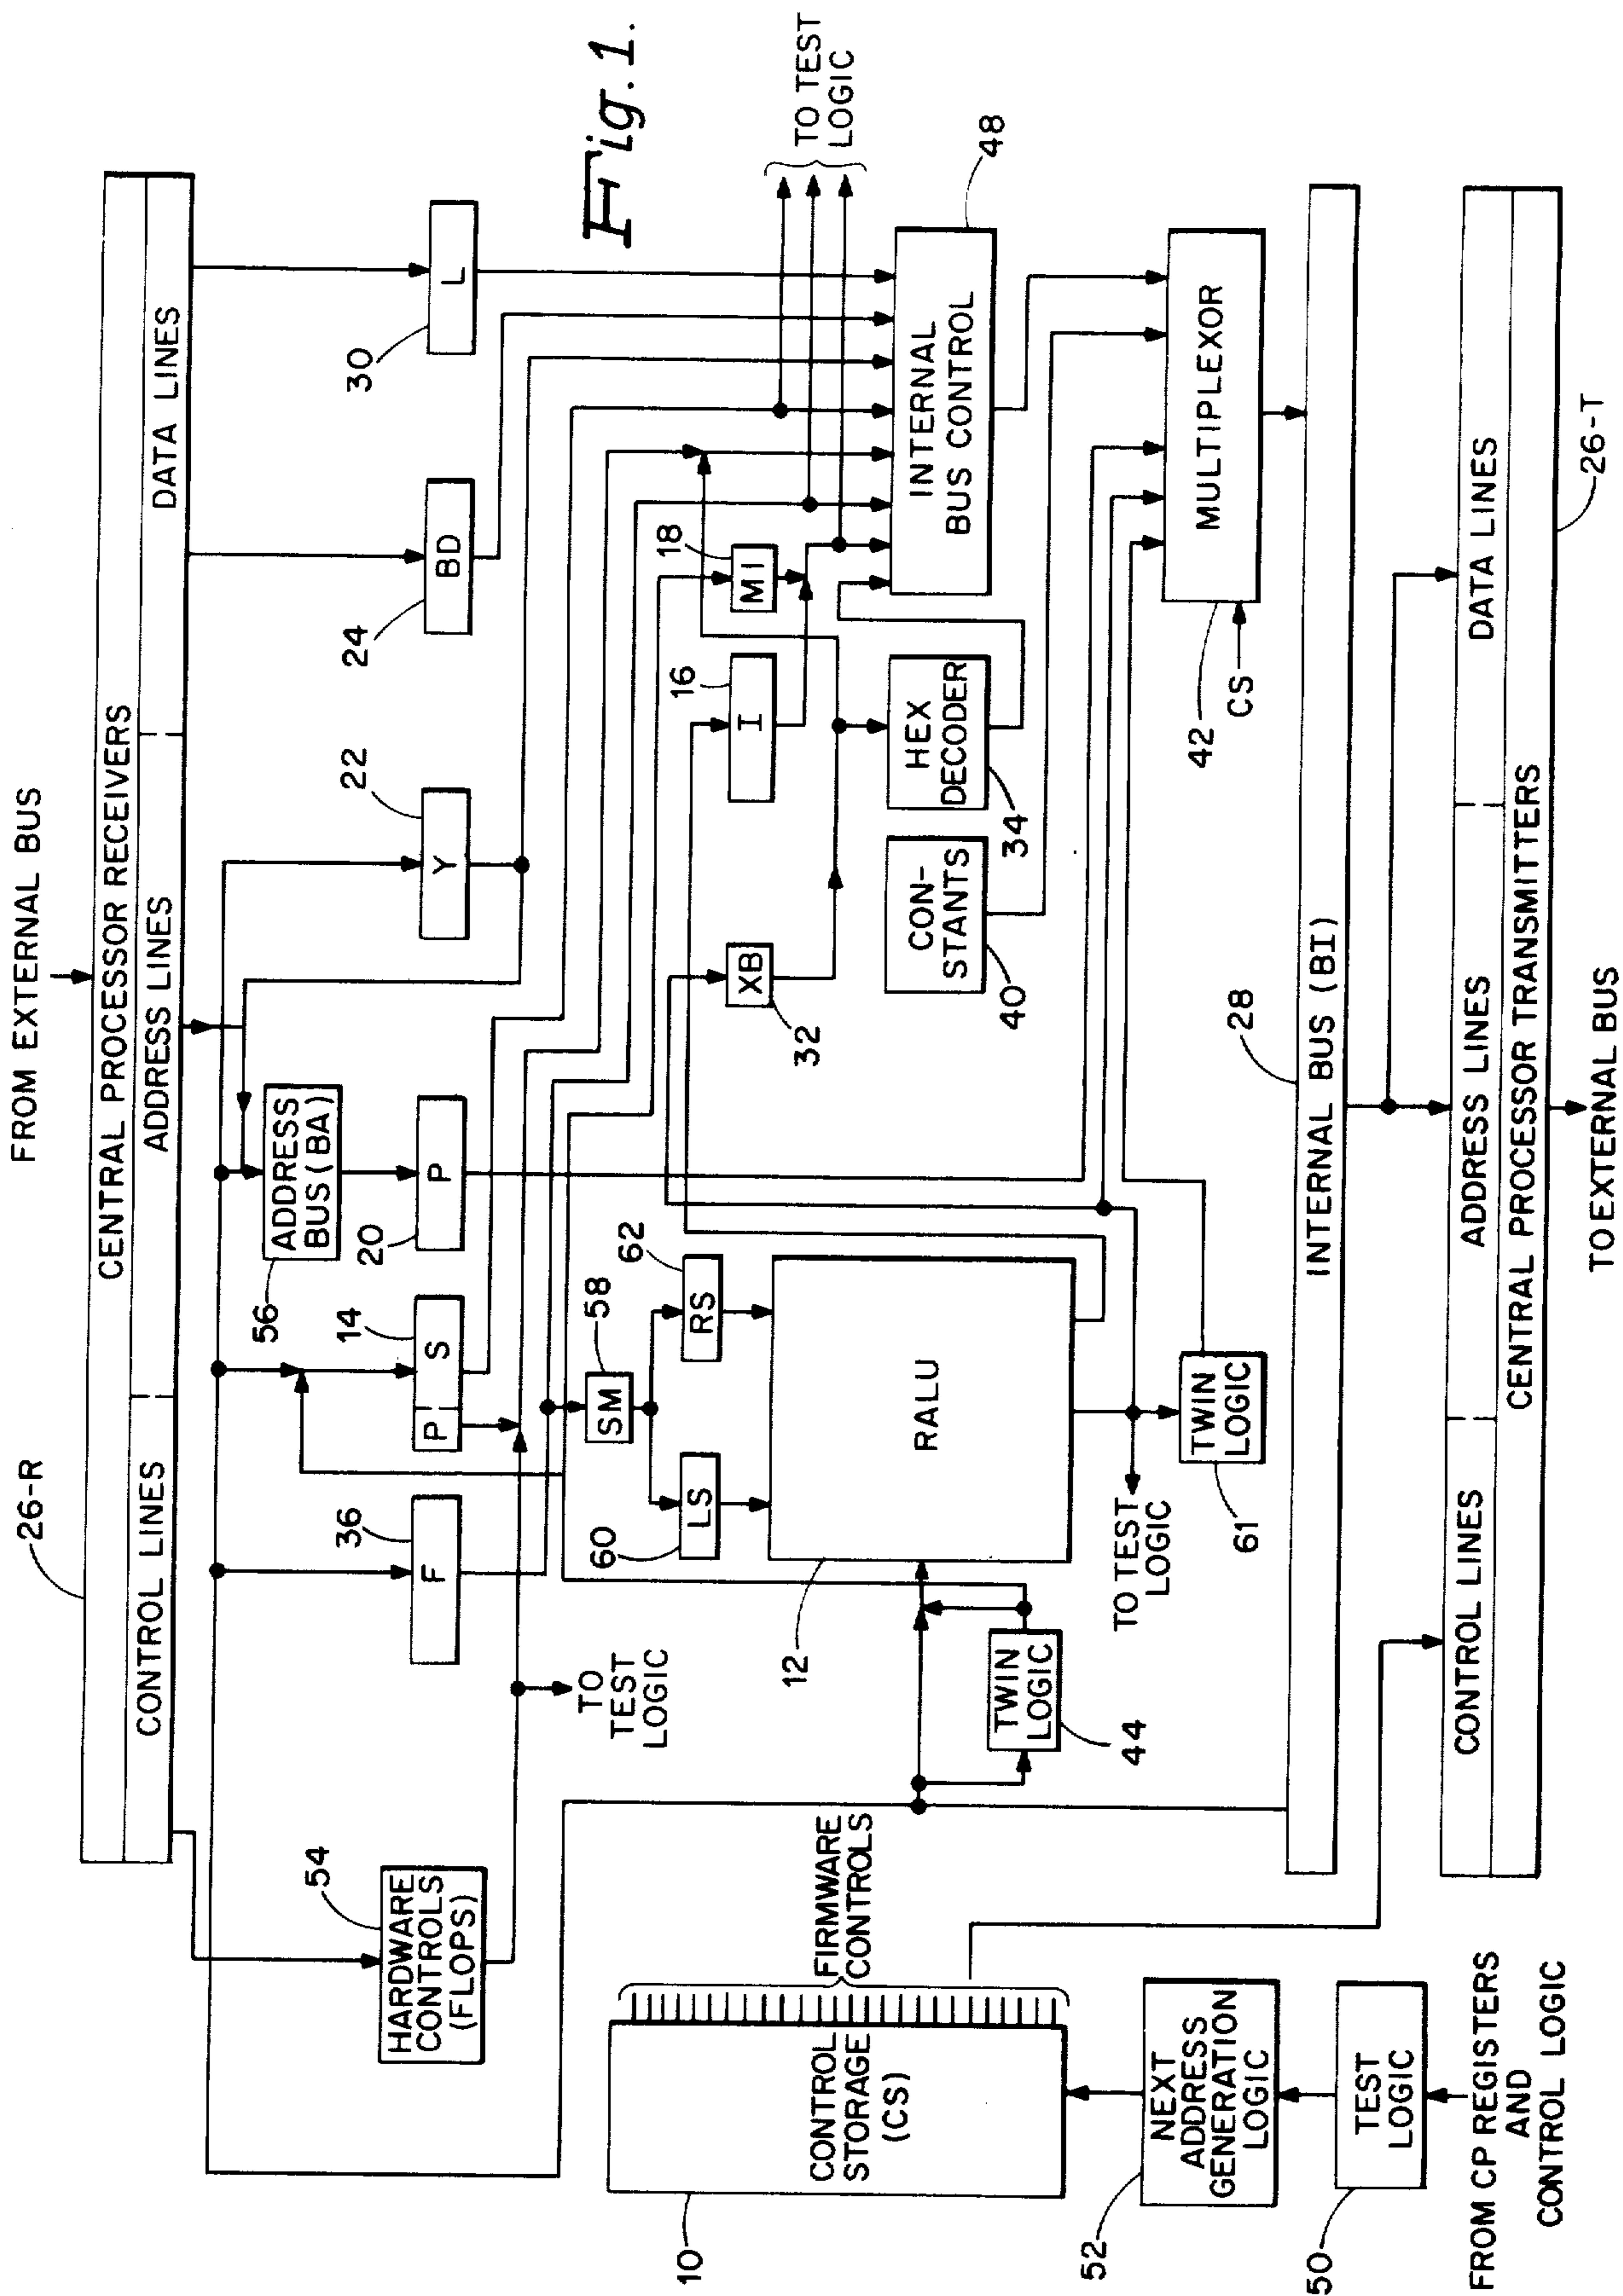 FROM EXTERNAL BUS
26-R
CENTRAL PROCESSOR RECEIVERS
CONTROL LINES
ADDRESS LINES
DATA LINES
54
HARDWARE
CONTROLS
(FLOPS)
36
F
14
P
S
56
ADDRESS
BUS (BA)
20
P
22
Y
24
BD
30
L
Fig. 1.
TO
TEST
LOGIC
58
SM
60
LS
62
RS
12
RALU
32
XB
16
I
18
MI
TO TEST
LOGIC
40
CON-
STANTS
34
HEX
DECODER
48
INTERNAL
BUS CONTROL
10
CONTROL
STORAGE
(CS)
FIRMWARE
CONTROLS
44
TWIN
LOGIC
TO TEST
LOGIC
61
TWIN
LOGIC
42
CS
MULTIPLEXOR
52
NEXT
ADDRESS
GENERATION
LOGIC
28
INTERNAL BUS (BI)
50
TEST
LOGIC
FROM CP REGISTERS
AND
CONTROL LOGIC
CONTROL LINES
ADDRESS LINES
DATA LINES
CENTRAL PROCESSOR TRANSMITTERS
26-T
TO EXTERNAL BUS